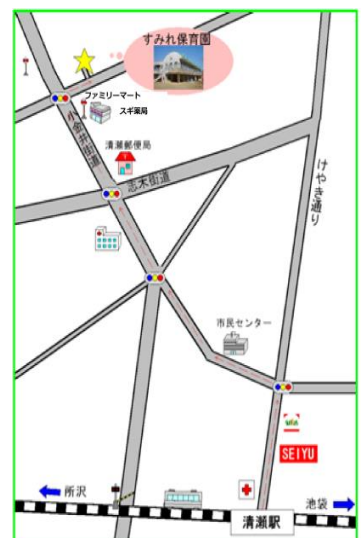 すみれ保育園
ファミリーマート
スギ薬局
小金井街道
清瀬郵便局
志木街道
けやき通り
市民センター
SEIYU
所沢
池袋
清瀬駅